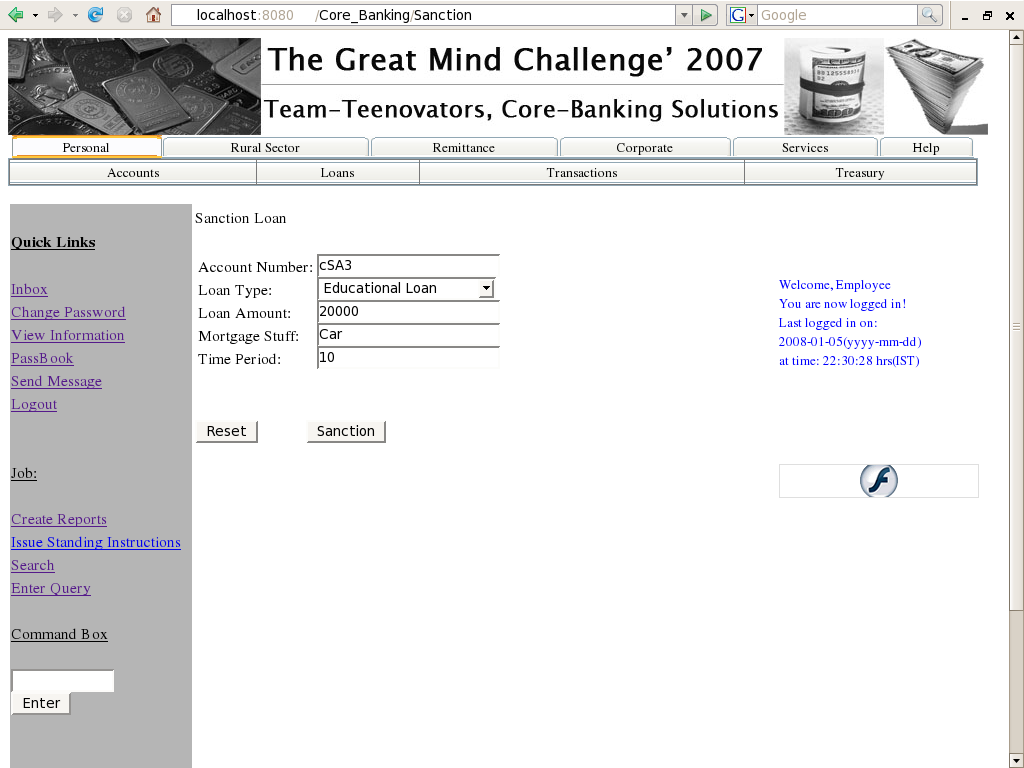 localhost:8080 /Core_Banking/Sanction
Google
The Great Mind Challenge’ 2007
Team-Teenovators, Core-Banking Solutions
Personal Rural Sector Remittance Corporate Services Help
Accounts Loans Transactions Treasury
Quick Links
Inbox
Change Password
View Information
PassBook
Send Message
Logout
Job:
Create Reports
Issue Standing Instructions
Search
Enter Query
Command Box
Enter
Sanction Loan
Account Number: cSA3
Loan Type: Educational Loan
Loan Amount: 20000
Mortgage Stuff: Car
Time Period: 10
Reset Sanction
Welcome, Employee
You are now logged in!
Last logged in on:
2008-01-05(yyyy-mm-dd)
at time: 22:30:28 hrs(IST)